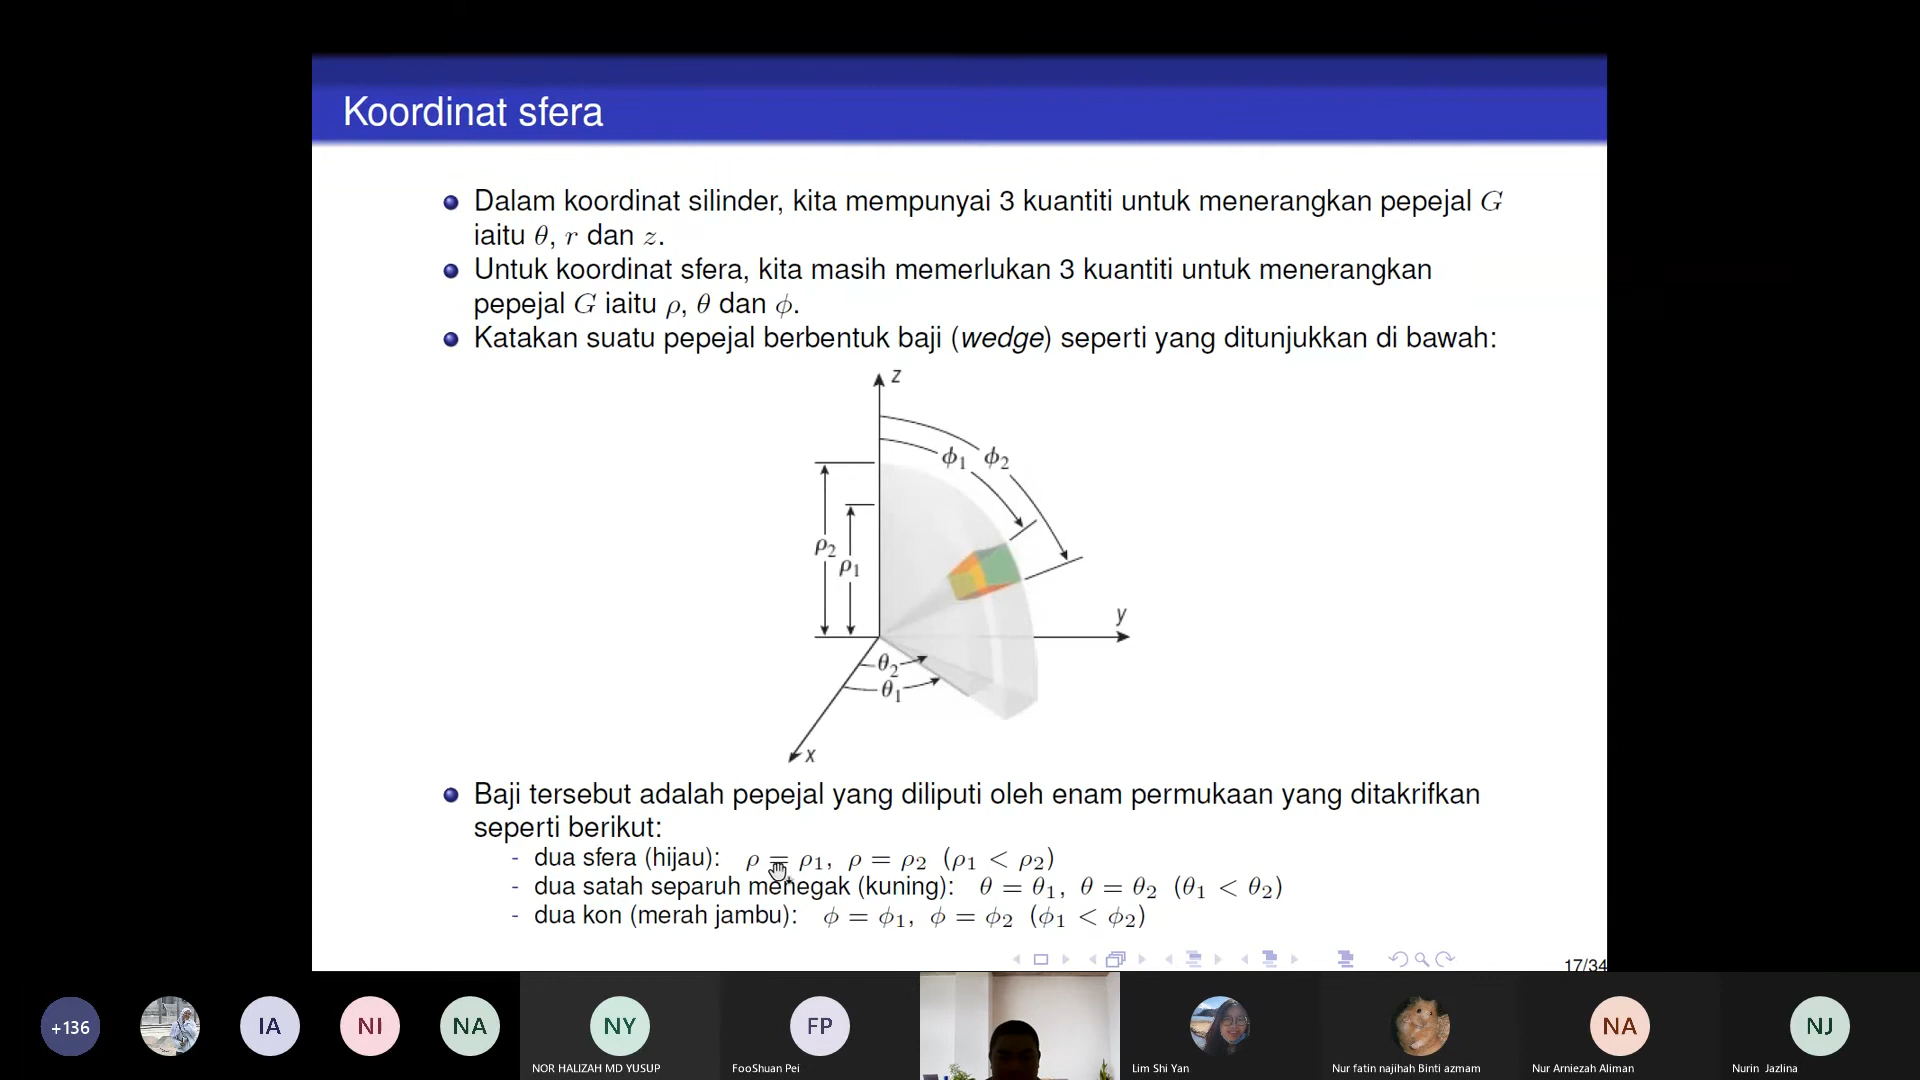 Koordinat sfera
Dalam koordinat silinder, kita mempunyai 3 kuantiti untuk menerangkan pepejal G
iaitu θ, r dan z.
Untuk koordinat sfera, kita masih memerlukan 3 kuantiti untuk menerangkan
pepejal G iaitu ρ, θ dan ϕ.
Katakan suatu pepejal berbentuk baji (wedge) seperti yang ditunjukkan di bawah:
z
ϕ1 ϕ2
ρ2
ρ1
y
θ2
θ1
x
Baji tersebut adalah pepejal yang diliputi oleh enam permukaan yang ditakrifkan
seperti berikut:
- dua sfera (hijau): ρ = ρ1, ρ = ρ2 (ρ1 < ρ2)
- dua satah separuh menegak (kuning): θ = θ1, θ = θ2 (θ1 < θ2)
- dua kon (merah jambu): ϕ = ϕ1, ϕ = ϕ2 (ϕ1 < ϕ2)
17/34
+136
IA
NI
NA
NY
FP
NA
NJ
NOR HALIZAH MD YUSUP
FooShuan Pei
Lim Shi Yan
Nur fatin najihah Binti azmam
Nur Arniezah Aliman
Nurin Jazlina